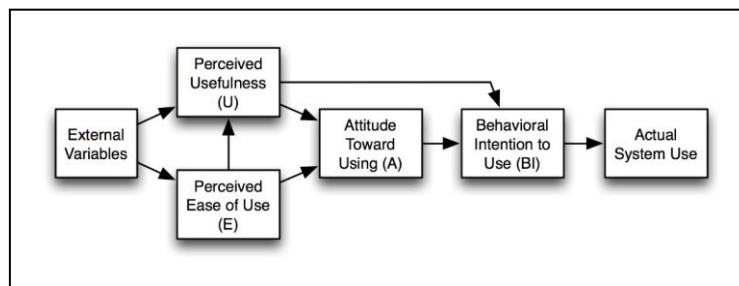 External
Variables
Perceived
Usefulness
(U)
Perceived
Ease of Use
(E)
Attitude
Toward
Using (A)
Behavioral
Intention to
Use (BI)
Actual
System Use